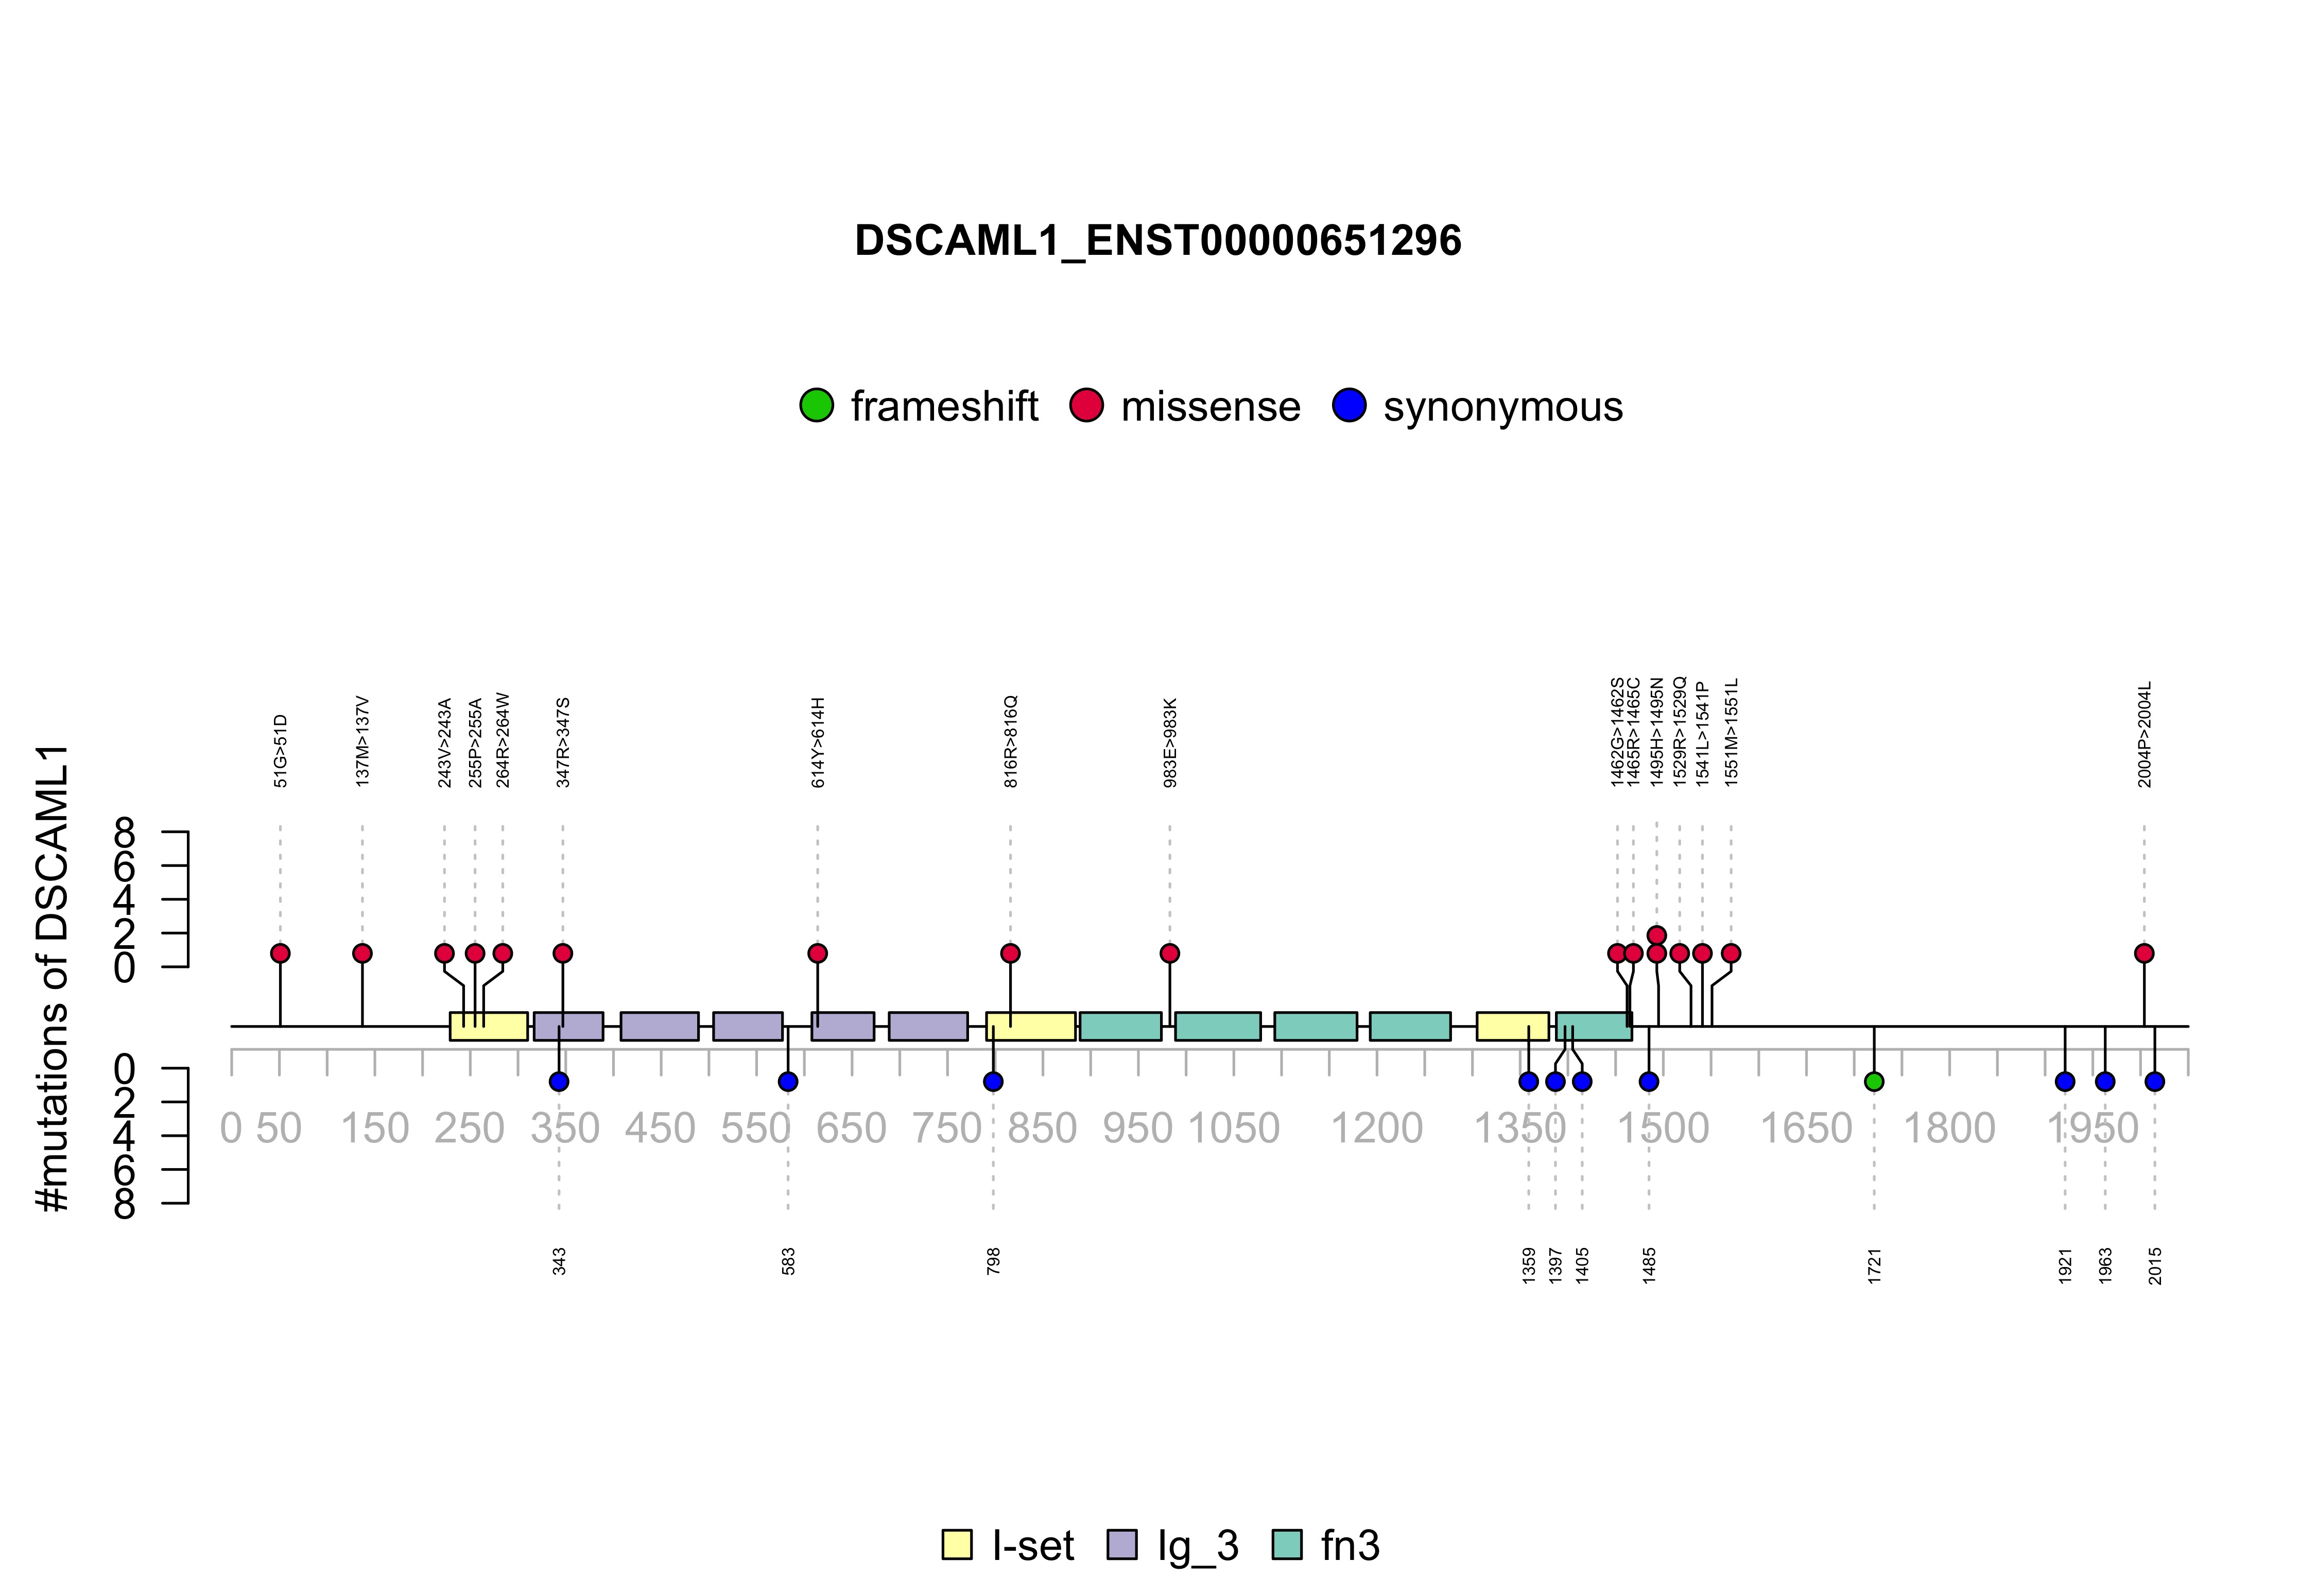 DSCAML1_ENST00000651296
frameshift missense synonymous
51G>51D
137M>137V
243V>243A
255P>255A
264R>264W
347R>347S
614Y>614H
816R>816Q
983E>983K
1462G>1462S
1465R>1465C
1495H>1495N
1529R>1529Q
1541L>1541P
1551M>1551L
2004P>2004L
#mutations of DSCAML1
8
6
4
2
0
0
2
4
6
8
0 50 150 250 350 450 550 650 750 850 950 1050 1200 1350 1500 1650 1800 1950
343
583
798
1359
1397
1405
1485
1721
1921
1963
2015
I-set Ig_3 fn3